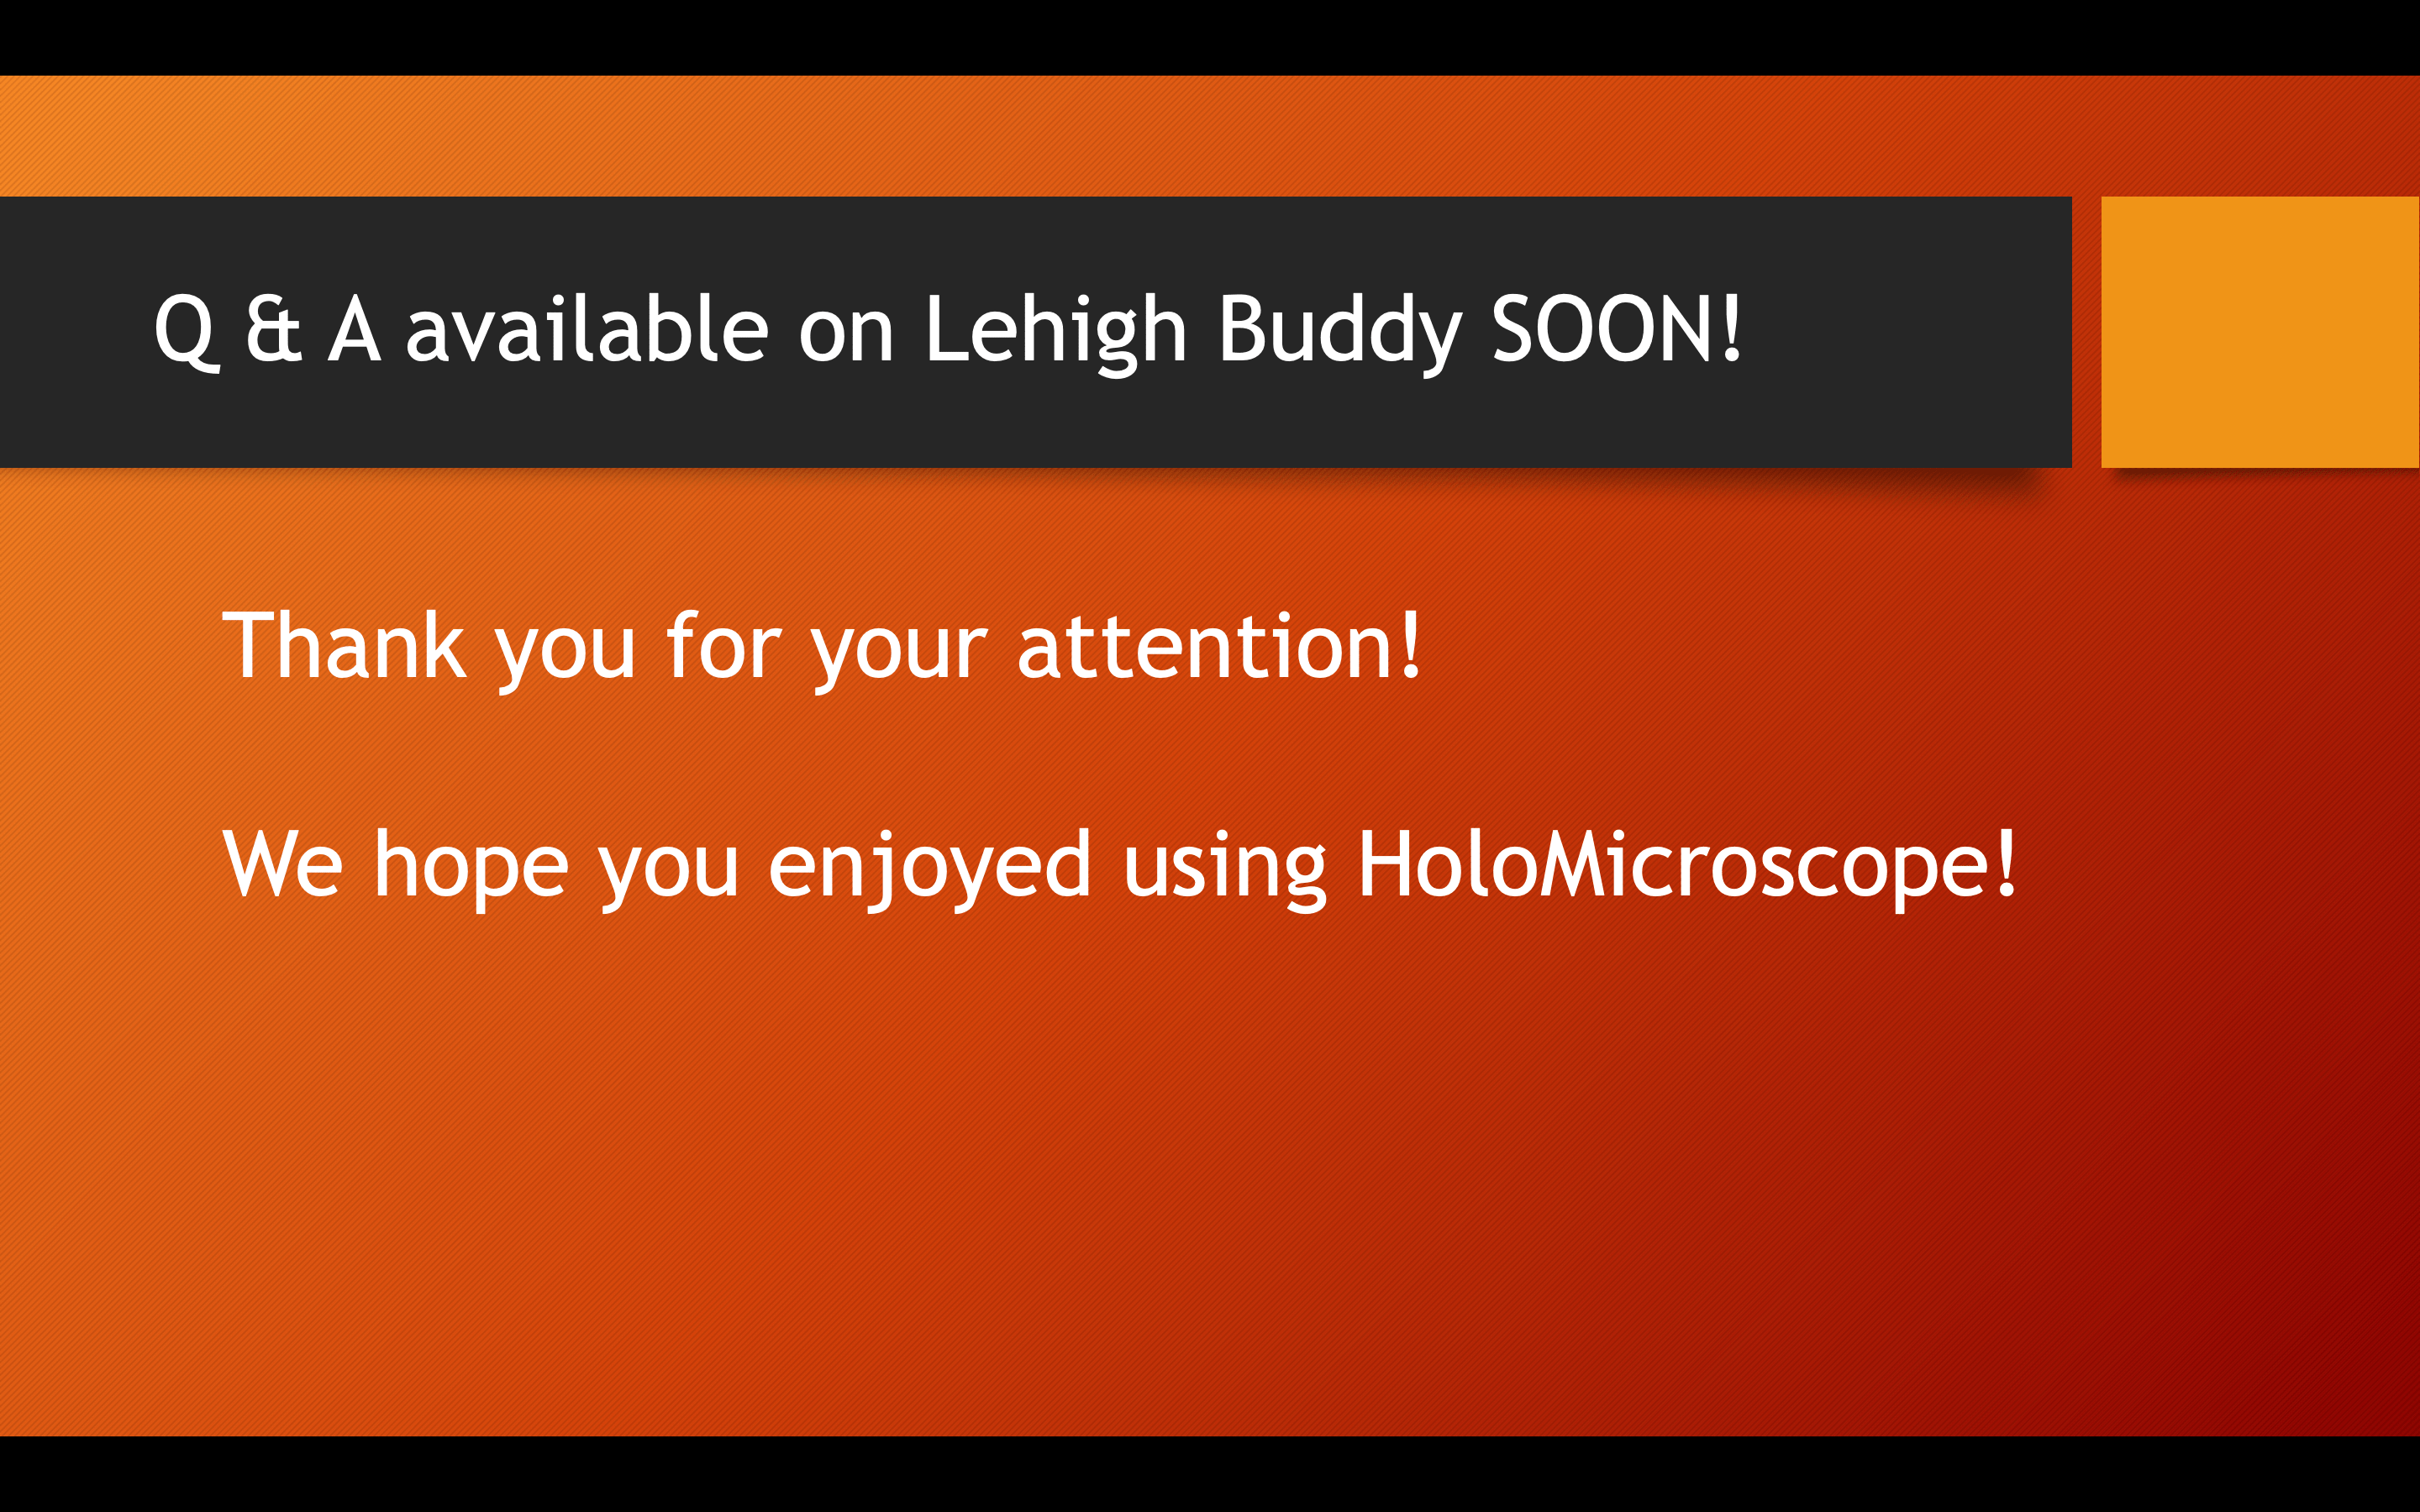 Q & A available on Lehigh Buddy SOON!
Thank you for your attention!
We hope you enjoyed using HoloMicroscope!